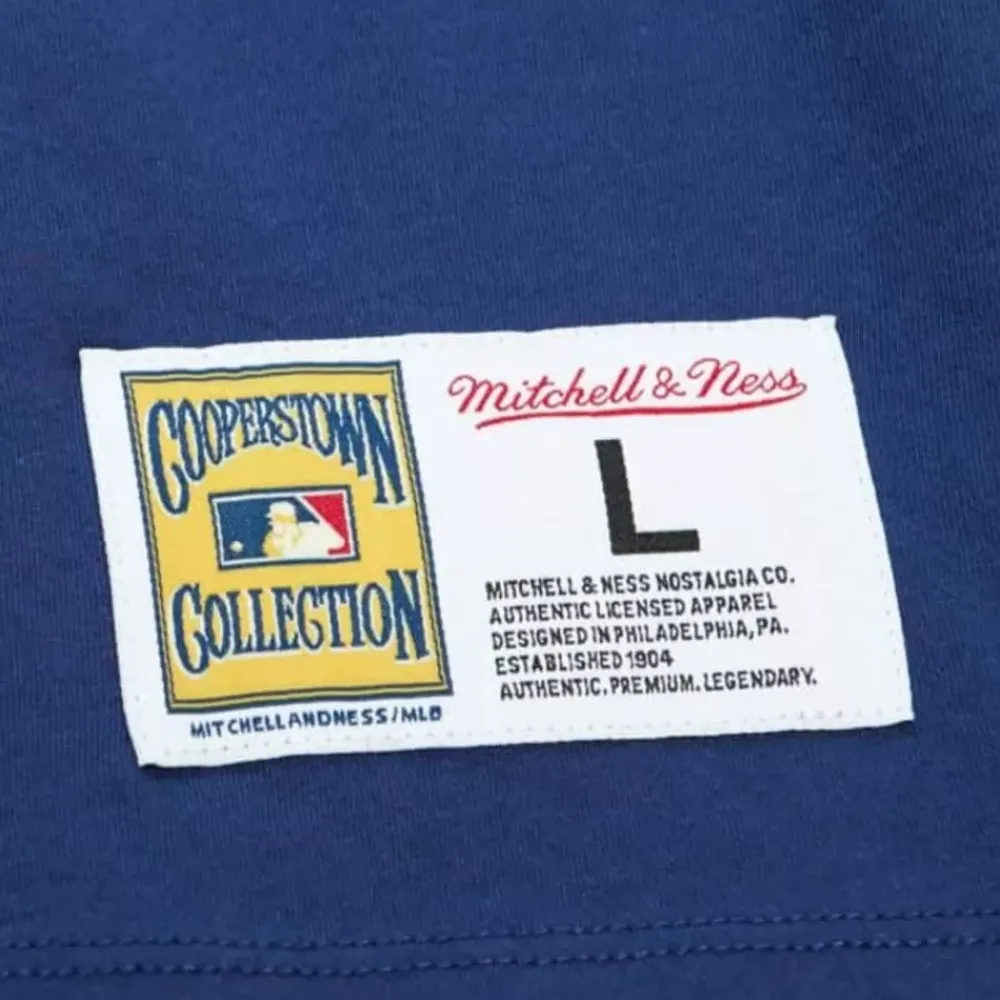 COOPERSTOWN
COLLECTION
MITCHELLANDNESS/MLB
Mitchell & Ness
L
MITCHELL & NESS NOSTALGIA CO.
AUTHENTIC LICENSED APPAREL
DESIGNED IN PHILADELPHIA, PA.
ESTABLISHED 1904
AUTHENTIC. PREMIUM. LEGENDARY.